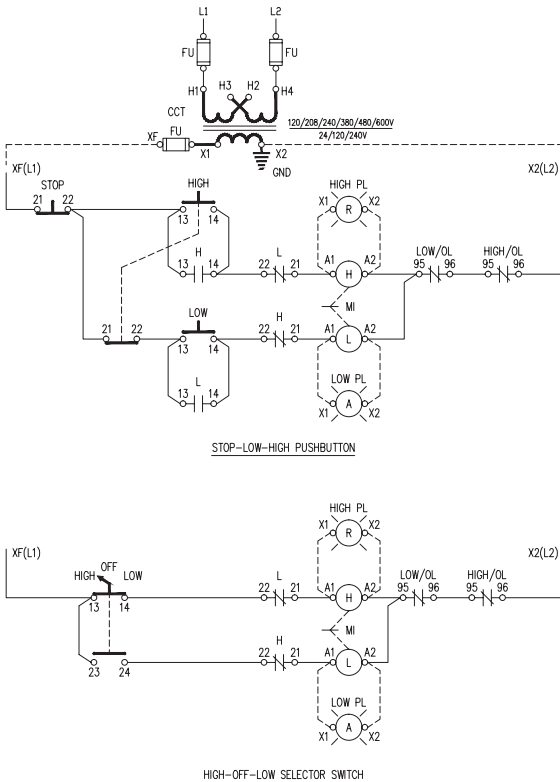 L1 L2
FU FU
H1 H3 H2 H4
CCT
120/208/240/380/480/600V
24/120/240V
XF FU X1 X2
GND
XF(L1) X2(L2)
STOP
21 22
HIGH
13 14
HIGH PL
X1 R X2
H
13 14
L
22 21
A1 H A2
LOW/OL
95 96
HIGH/OL
95 96
MI
21 22
LOW
13 14
H
22 21
A1 L A2
L
13 14
LOW PL
X1 A X2
STOP-LOW-HIGH PUSHBUTTON
HIGH PL
X1 R X2
XF(L1) X2(L2)
HIGH OFF LOW
13 14
L
22 21
A1 H A2
LOW/OL
95 96
HIGH/OL
95 96
MI
23 24
H
22 21
A1 L A2
LOW PL
X1 A X2
HIGH-OFF-LOW SELECTOR SWITCH